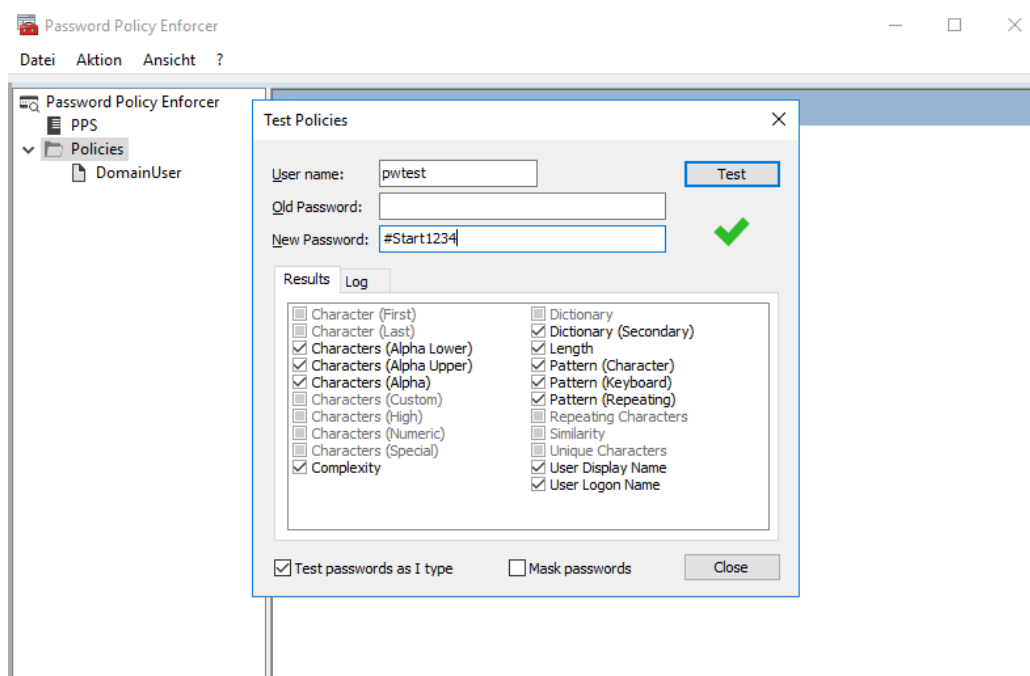 Password Policy Enforcer
Datei Aktion Ansicht ?
Password Policy Enforcer
PPS
Policies
DomainUser
Test Policies
User name: pwtest
Test
Old Password:
New Password: #Start1234
Results Log
Character (First)
Character (Last)
Characters (Alpha Lower)
Characters (Alpha Upper)
Characters (Alpha)
Characters (Custom)
Characters (High)
Characters (Numeric)
Characters (Special)
Complexity
Dictionary
Dictionary (Secondary)
Length
Pattern (Character)
Pattern (Keyboard)
Pattern (Repeating)
Repeating Characters
Similarity
Unique Characters
User Display Name
User Logon Name
Test passwords as I type
Mask passwords
Close